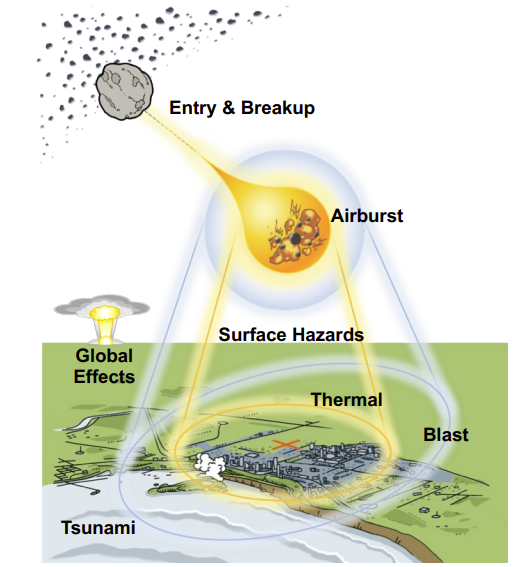 Entry & Breakup
Airburst
Surface Hazards
Global
Effects
Thermal
Blast
Tsunami